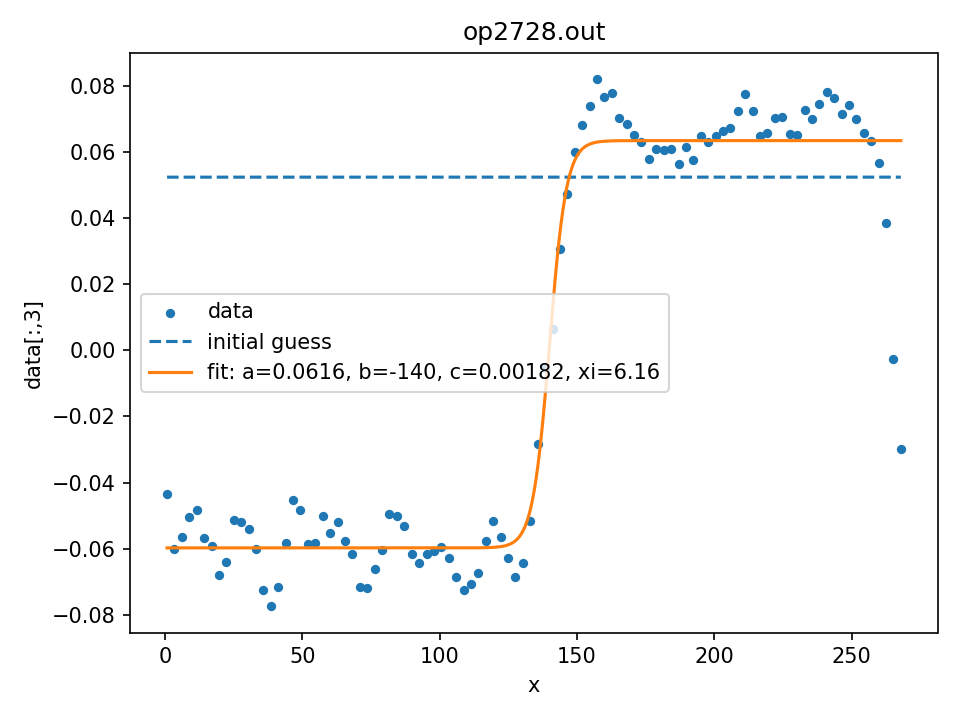 op2728.out
data[:,3]
0.08
0.06
0.04
0.02
0.00
−0.02
−0.04
−0.06
−0.08
data
initial guess
fit: a=0.0616, b=-140, c=0.00182, xi=6.16
0 50 100 150 200 250
x